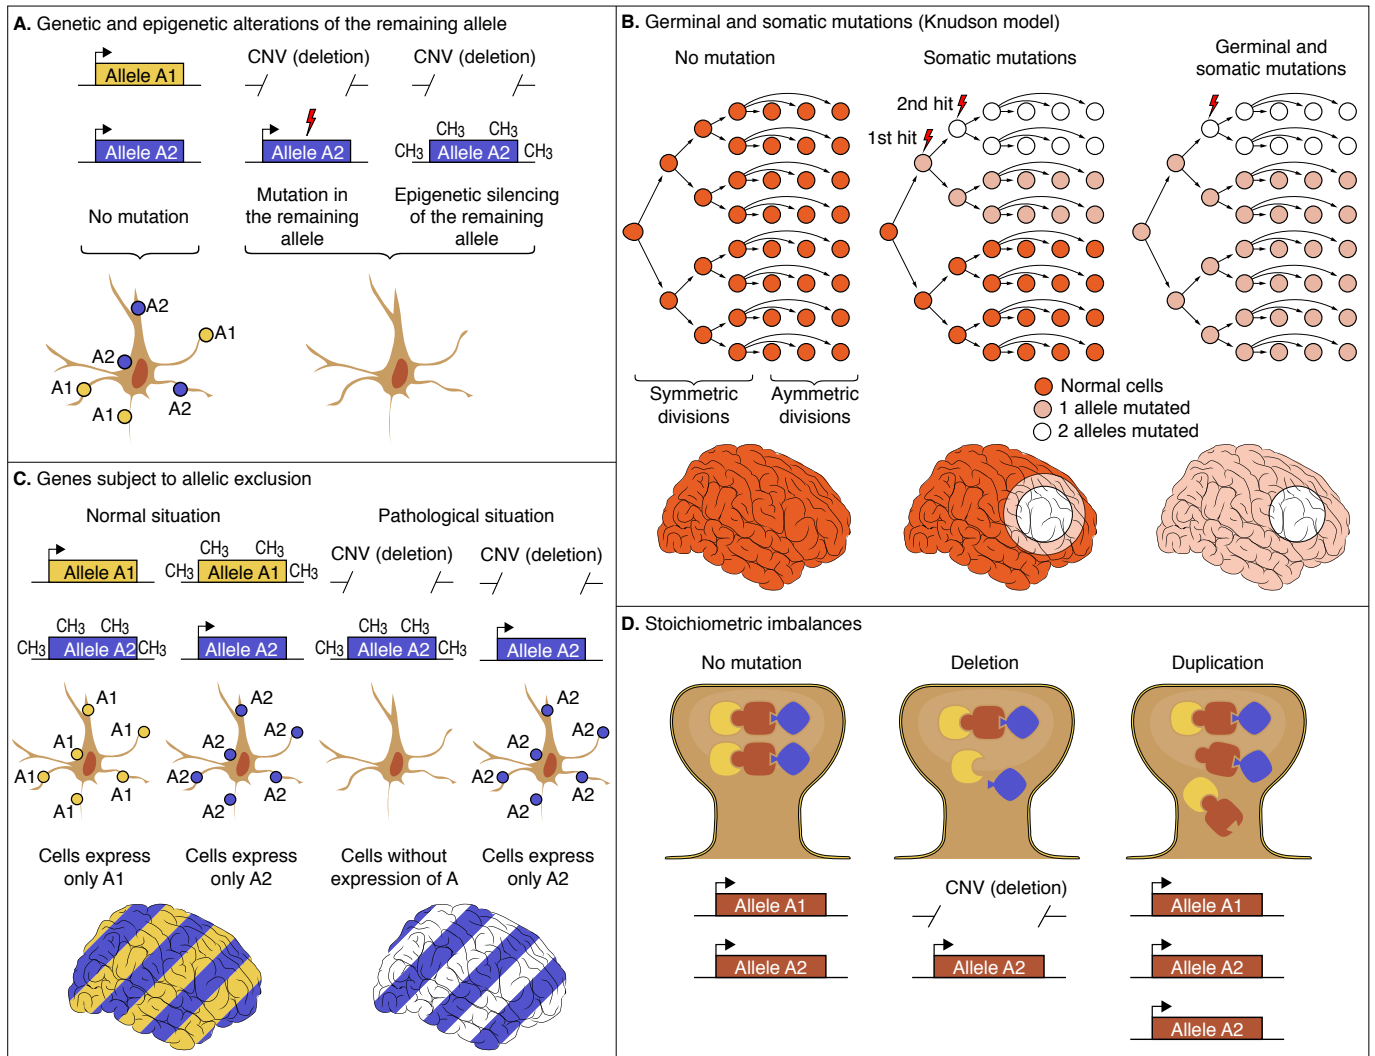 A. Genetic and epigenetic alterations of the remaining allele
CNV (deletion)
CNV (deletion)
Allele A1
CH3 CH3
Allele A2
Allele A2
CH3 Allele A2 CH3
No mutation
Mutation in
the remaining
allele
Epigenetic silencing
of the remaining
allele
A2
A1
A2
A1
A2
A1
B. Germinal and somatic mutations (Knudson model)
No mutation
Somatic mutations
Germinal and
somatic mutations
2nd hit
1st hit
Symmetric
divisions
Asymmetric
divisions
Normal cells
1 allele mutated
2 alleles mutated
C. Genes subject to allelic exclusion
Normal situation
Pathological situation
CH3 CH3
CNV (deletion)
CNV (deletion)
Allele A1
CH3 Allele A1 CH3
CH3 CH3
CH3 CH3
CH3 Allele A2 CH3
Allele A2
CH3 Allele A2 CH3
Allele A2
A1
A1
A1
A1
A1
A1
A2
A2
A2
A2
A2
A2
A2
A2
A2
A2
A2
A2
Cells express
only A1
Cells express
only A2
Cells without
expression of A
Cells express
only A2
D. Stoichiometric imbalances
No mutation
Deletion
Duplication
Allele A1
CNV (deletion)
Allele A1
Allele A2
Allele A2
Allele A2
Allele A2